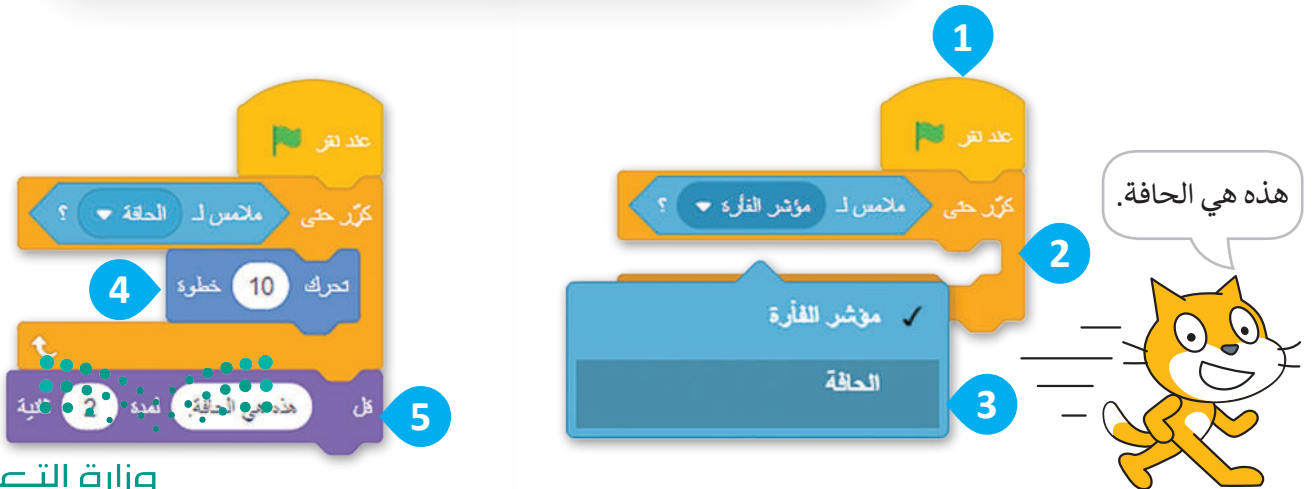 1
عند نقر
كرّر حتى ملامس لـ مؤشر الفأرة ؟
2
مؤشر الفأرة
الحافة
3
هذه هي الحافة.
عند نقر
كرّر حتى ملامس لـ الحافة ؟
تحرك 10 خطوة
4
قل هذه هي الحافة. لمدة 2 ثانية
5
وزارة